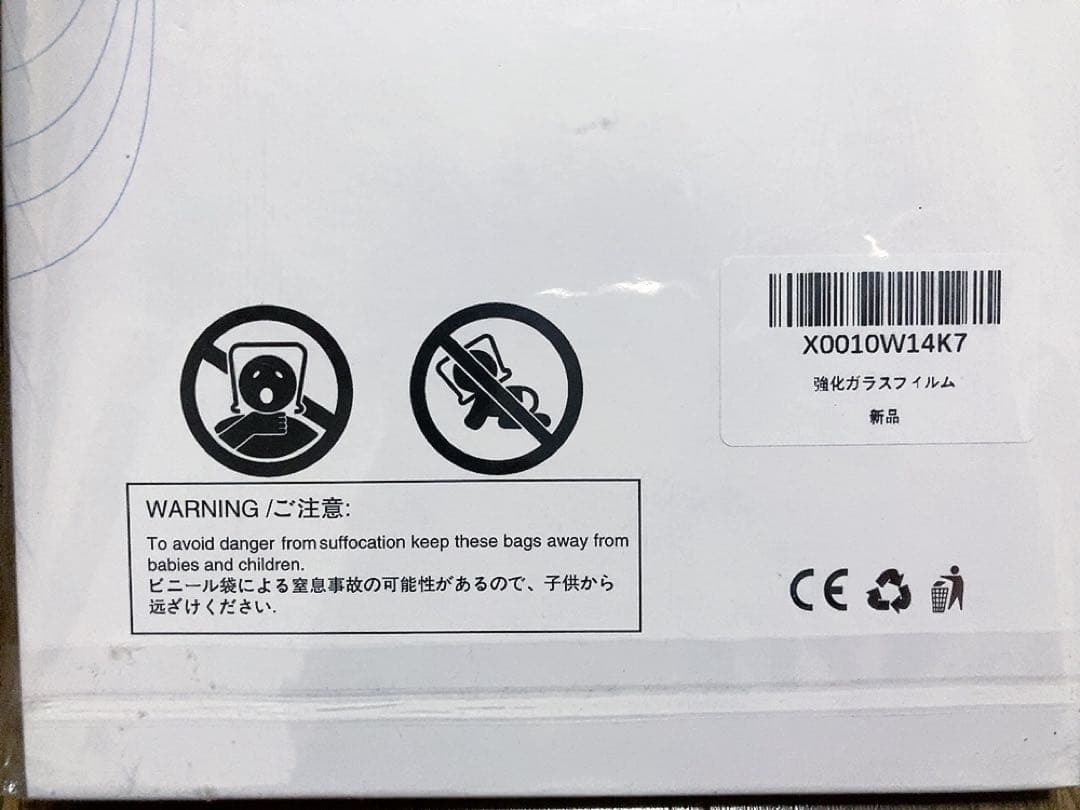 X0010W14K7
強化ガラスフィルム
新品
WARNING /ご注意:
To avoid danger from suffocation keep these bags away from
babies and children.
ビニール袋による窒息事故の可能性があるので、子供から
远ざけください.
CE